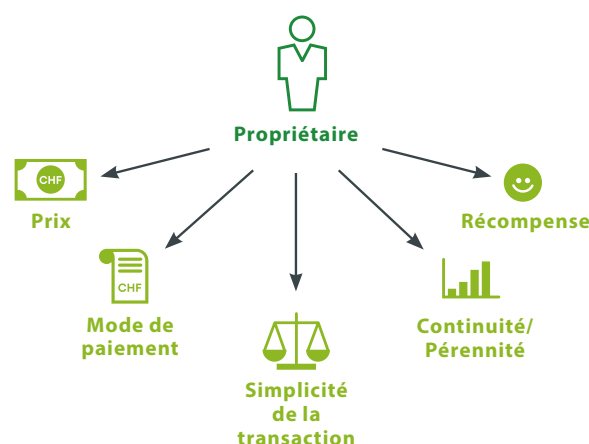 Propriétaire
CHF
Prix
Récompense
CHF
Mode de
paiement
Continuité/
Pérennité
Simplicité
de la
transaction